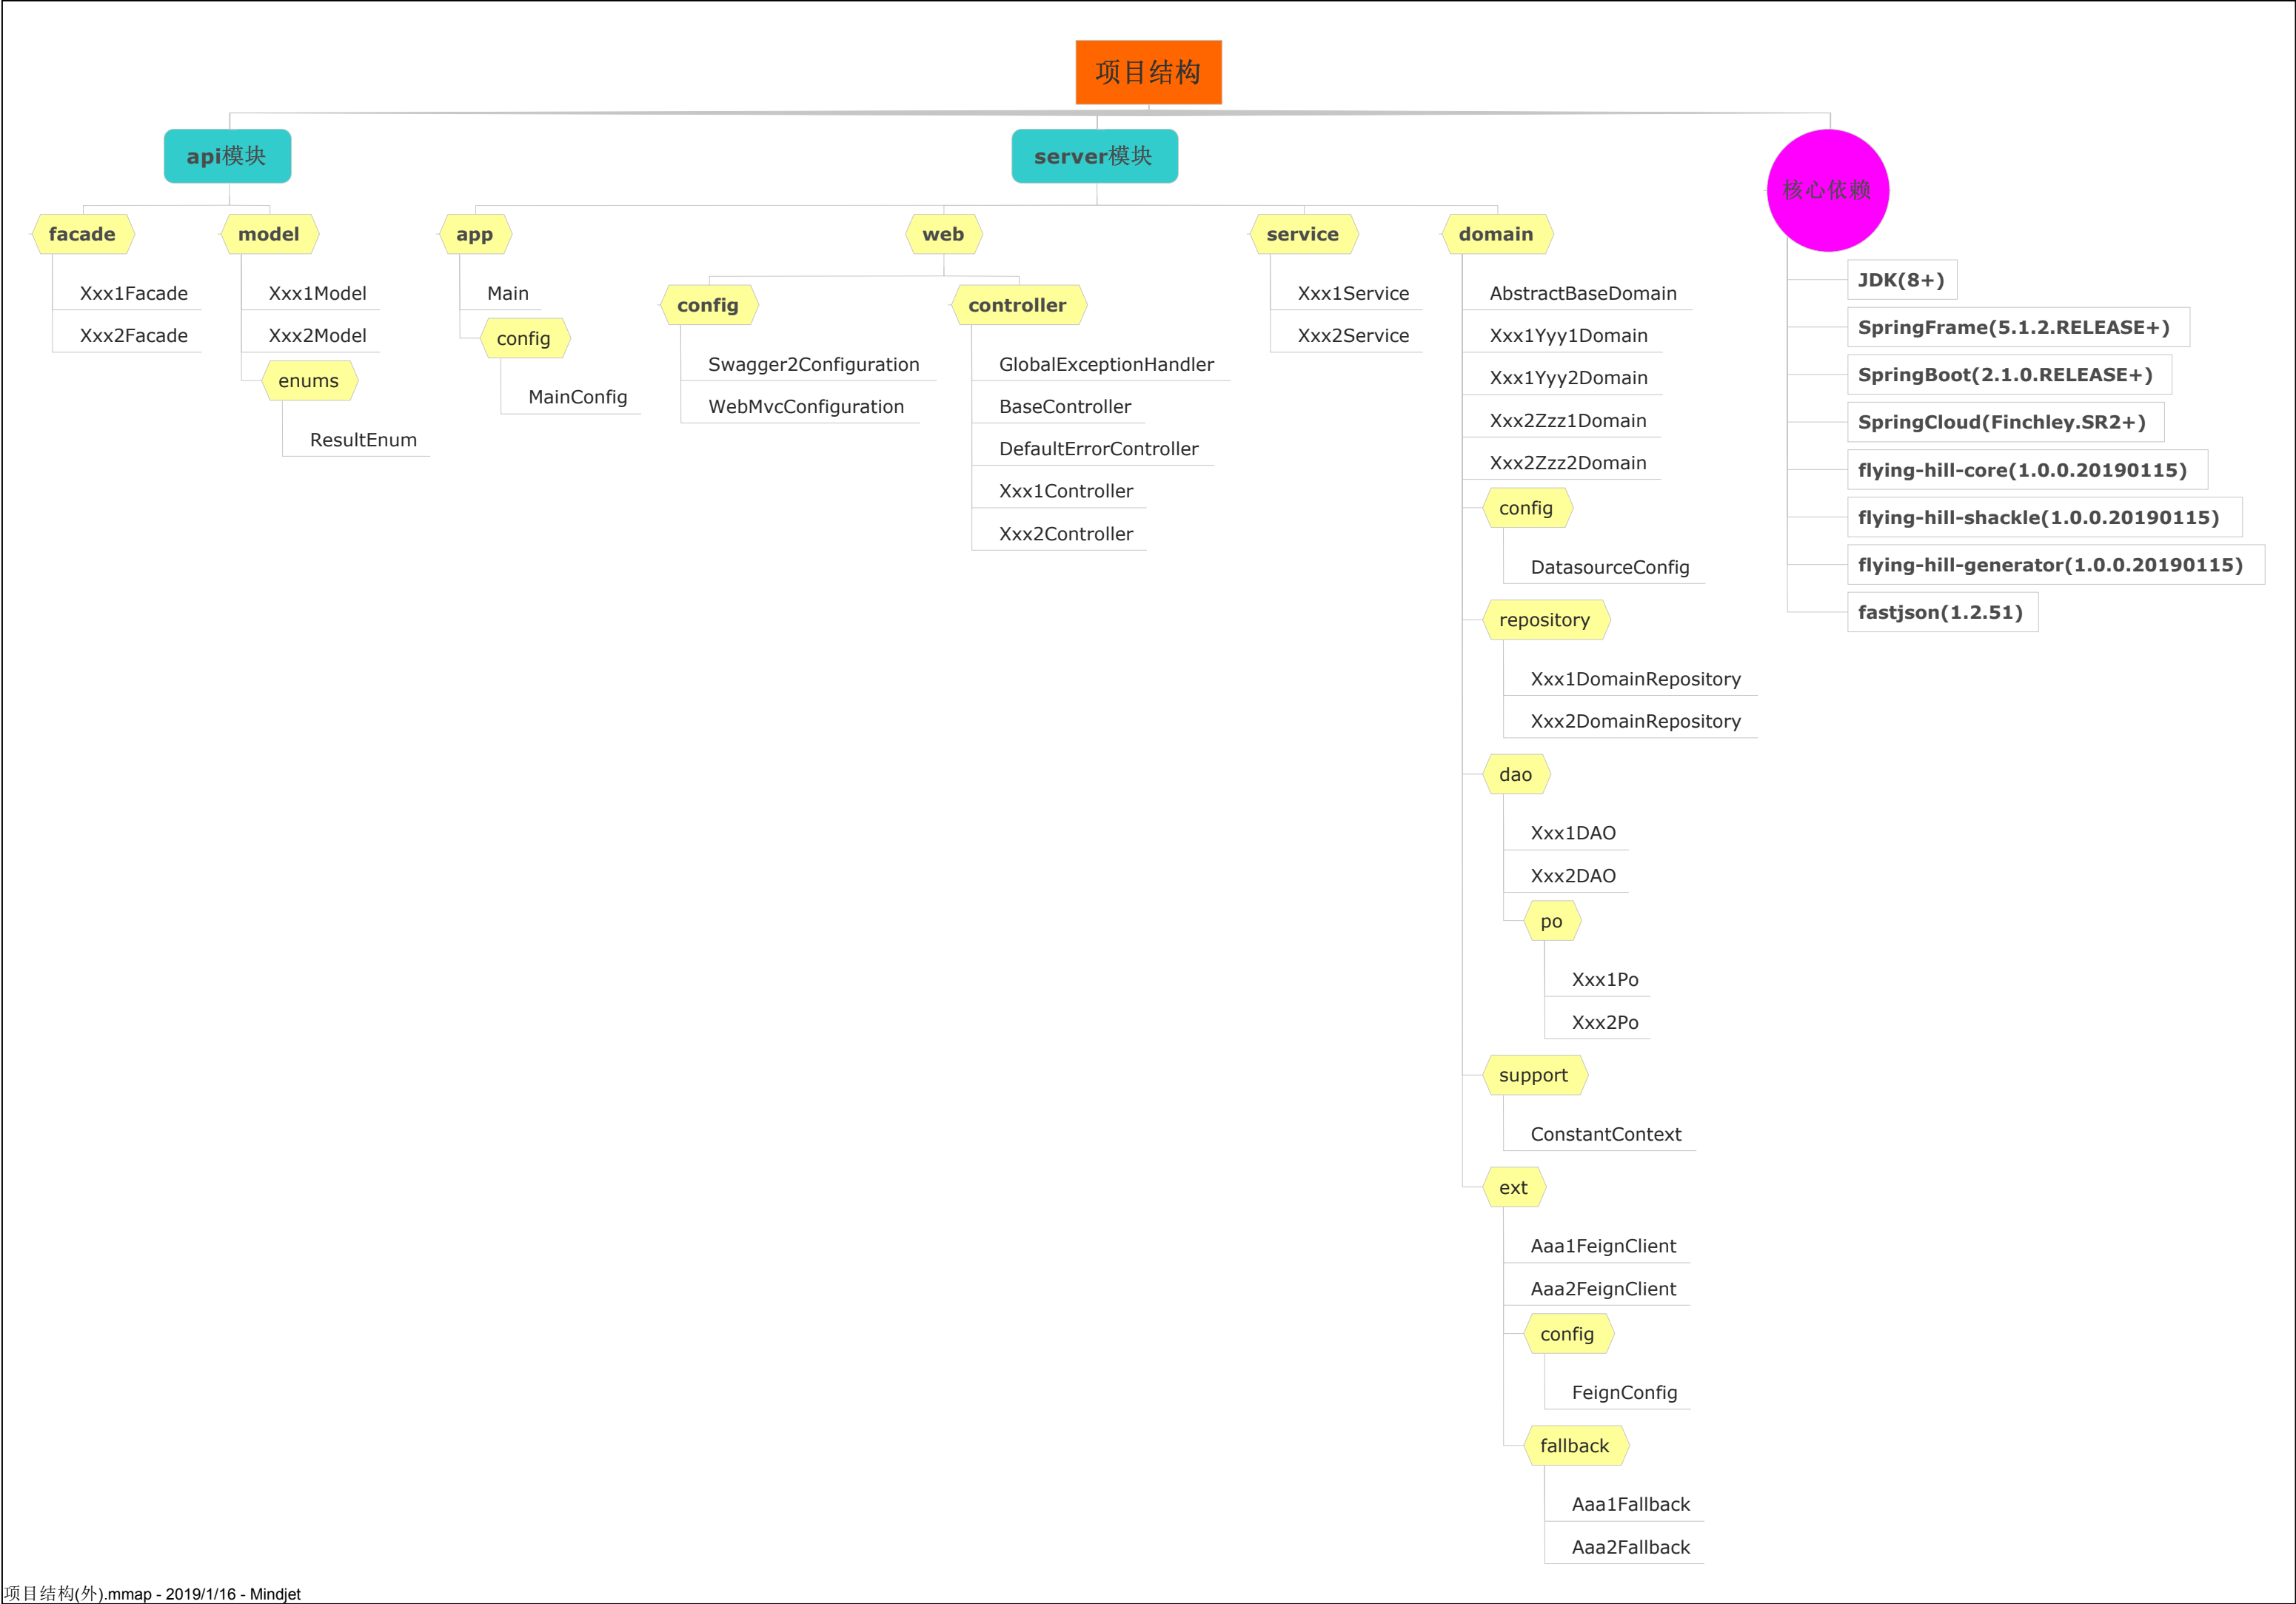 项目结构
api模块
facade
Xxx1Facade
Xxx2Facade
model
Xxx1Model
Xxx2Model
enums
ResultEnum
server模块
app
Main
config
MainConfig
web
config
Swagger2Configuration
WebMvcConfiguration
controller
GlobalExceptionHandler
BaseController
DefaultErrorController
Xxx1Controller
Xxx2Controller
service
Xxx1Service
Xxx2Service
domain
AbstractBaseDomain
Xxx1Yyy1Domain
Xxx1Yyy2Domain
Xxx2Zzz1Domain
Xxx2Zzz2Domain
config
DatasourceConfig
repository
Xxx1DomainRepository
Xxx2DomainRepository
dao
Xxx1DAO
Xxx2DAO
po
Xxx1Po
Xxx2Po
support
ConstantContext
ext
Aaa1FeignClient
Aaa2FeignClient
config
FeignConfig
fallback
Aaa1Fallback
Aaa2Fallback
核心依赖
JDK(8+)
SpringFrame(5.1.2.RELEASE+)
SpringBoot(2.1.0.RELEASE+)
SpringCloud(Finchley.SR2+)
flying-hill-core(1.0.0.20190115)
flying-hill-shackle(1.0.0.20190115)
flying-hill-generator(1.0.0.20190115)
fastjson(1.2.51)
项目结构(外).mmap - 2019/1/16 - Mindjet